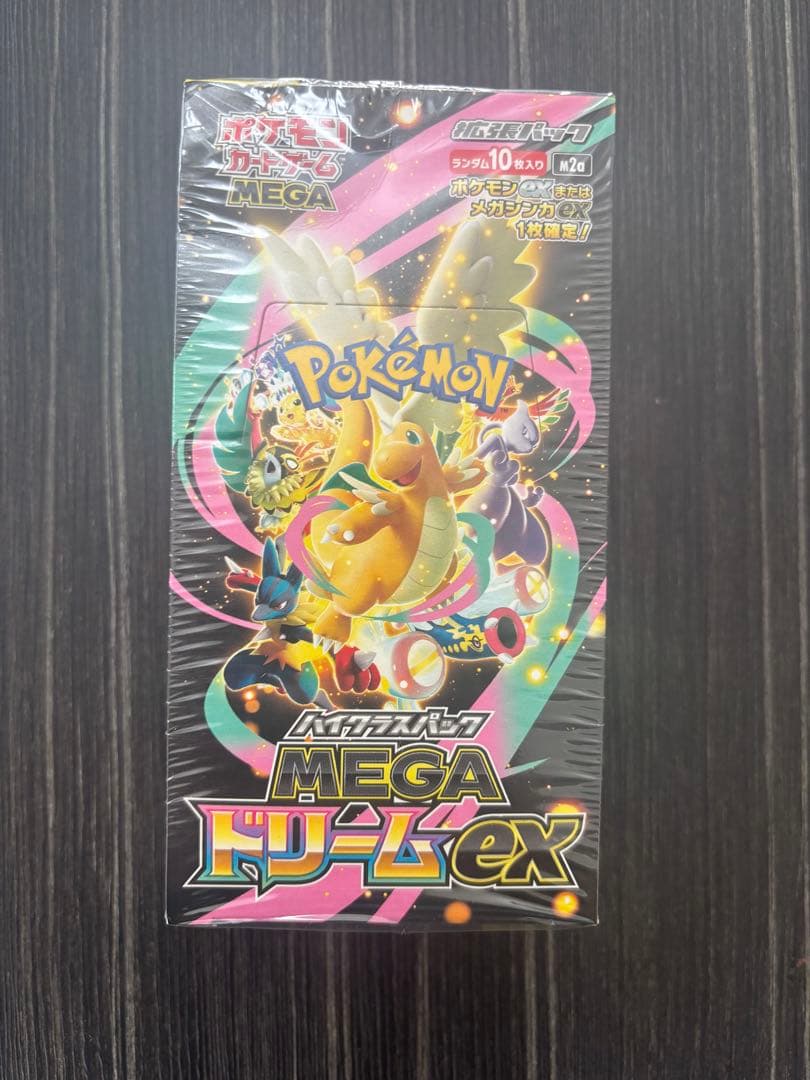 ポケモン
カードゲーム™
MEGA
拡張パック
ランダム10枚入り M2a
ポケモンexまたは
メガシンカex
1枚確定!
POKÉMON
™
ハイクラスパック
MEGA
ドリームex